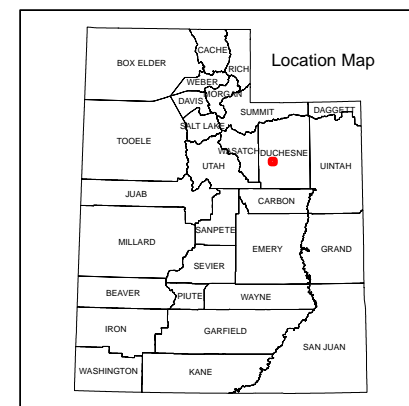 Location Map
CACHE
BOX ELDER
RICH
WEBER
MORGAN
DAVIS
SUMMIT
DAGGETT
SALT LAKE
TOOELE
WASATCH
DUCHESNE
UTAH
UINTAH
JUAB
CARBON
SANPETE
MILLARD
EMERY
GRAND
SEVIER
BEAVER
PIUTE
WAYNE
IRON
GARFIELD
SAN JUAN
WASHINGTON
KANE